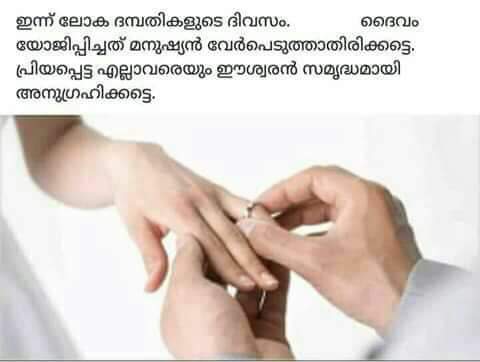 ഇന്ന് ലോക ദമ്പതികളുടെ ദിവസം. ദൈവം
യോജിപ്പിച്ചത് മനുഷ്യൻ വേർപെടുത്താതിരിക്കട്ടെ.
പ്രിയപ്പെട്ട എല്ലാവരെയും ഈശ്വരൻ സമൃദ്ധമായി
അനുഗ്രഹിക്കട്ടെ.